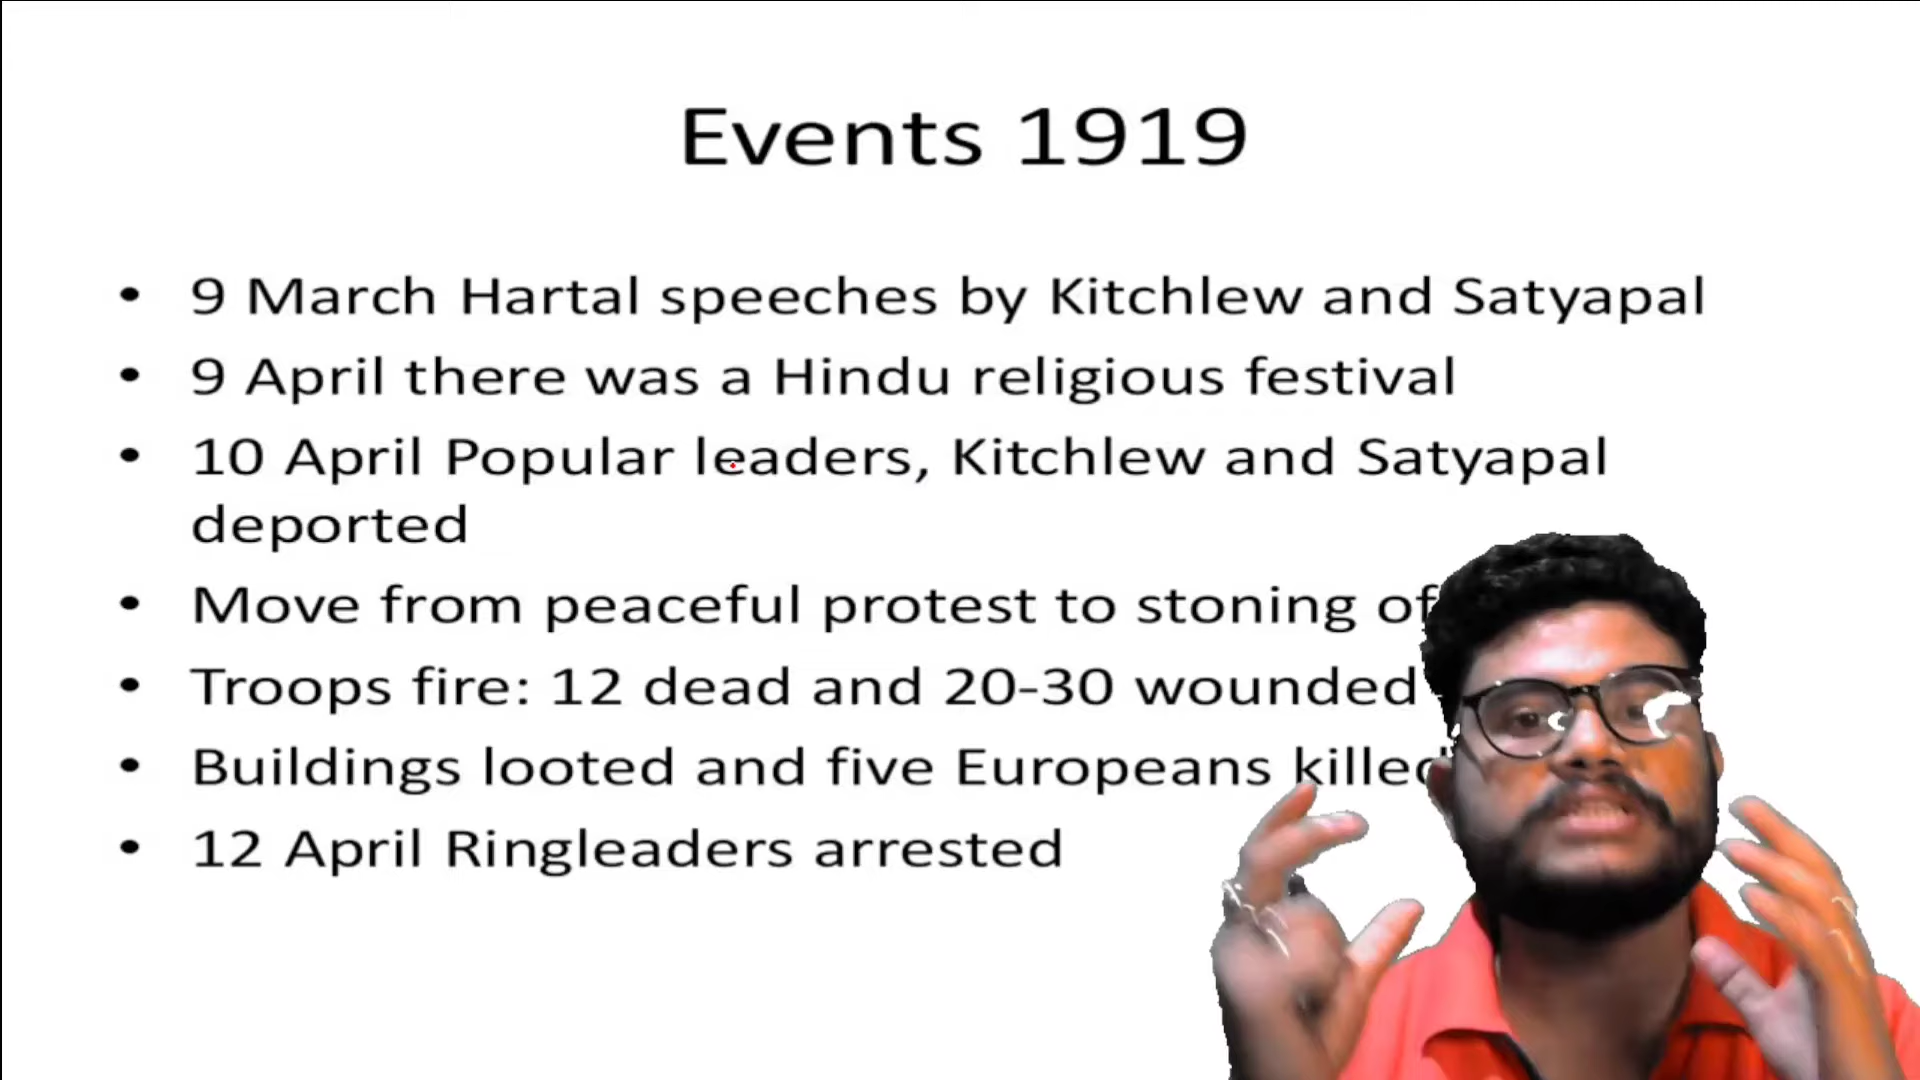 Events 1919
• 9 March Hartal speeches by Kitchlew and Satyapal
• 9 April there was a Hindu religious festival
• 10 April Popular leaders, Kitchlew and Satyapal
deported
• Move from peaceful protest to stoning of
• Troops fire: 12 dead and 20-30 wounded
• Buildings looted and five Europeans killed
• 12 April Ringleaders arrested